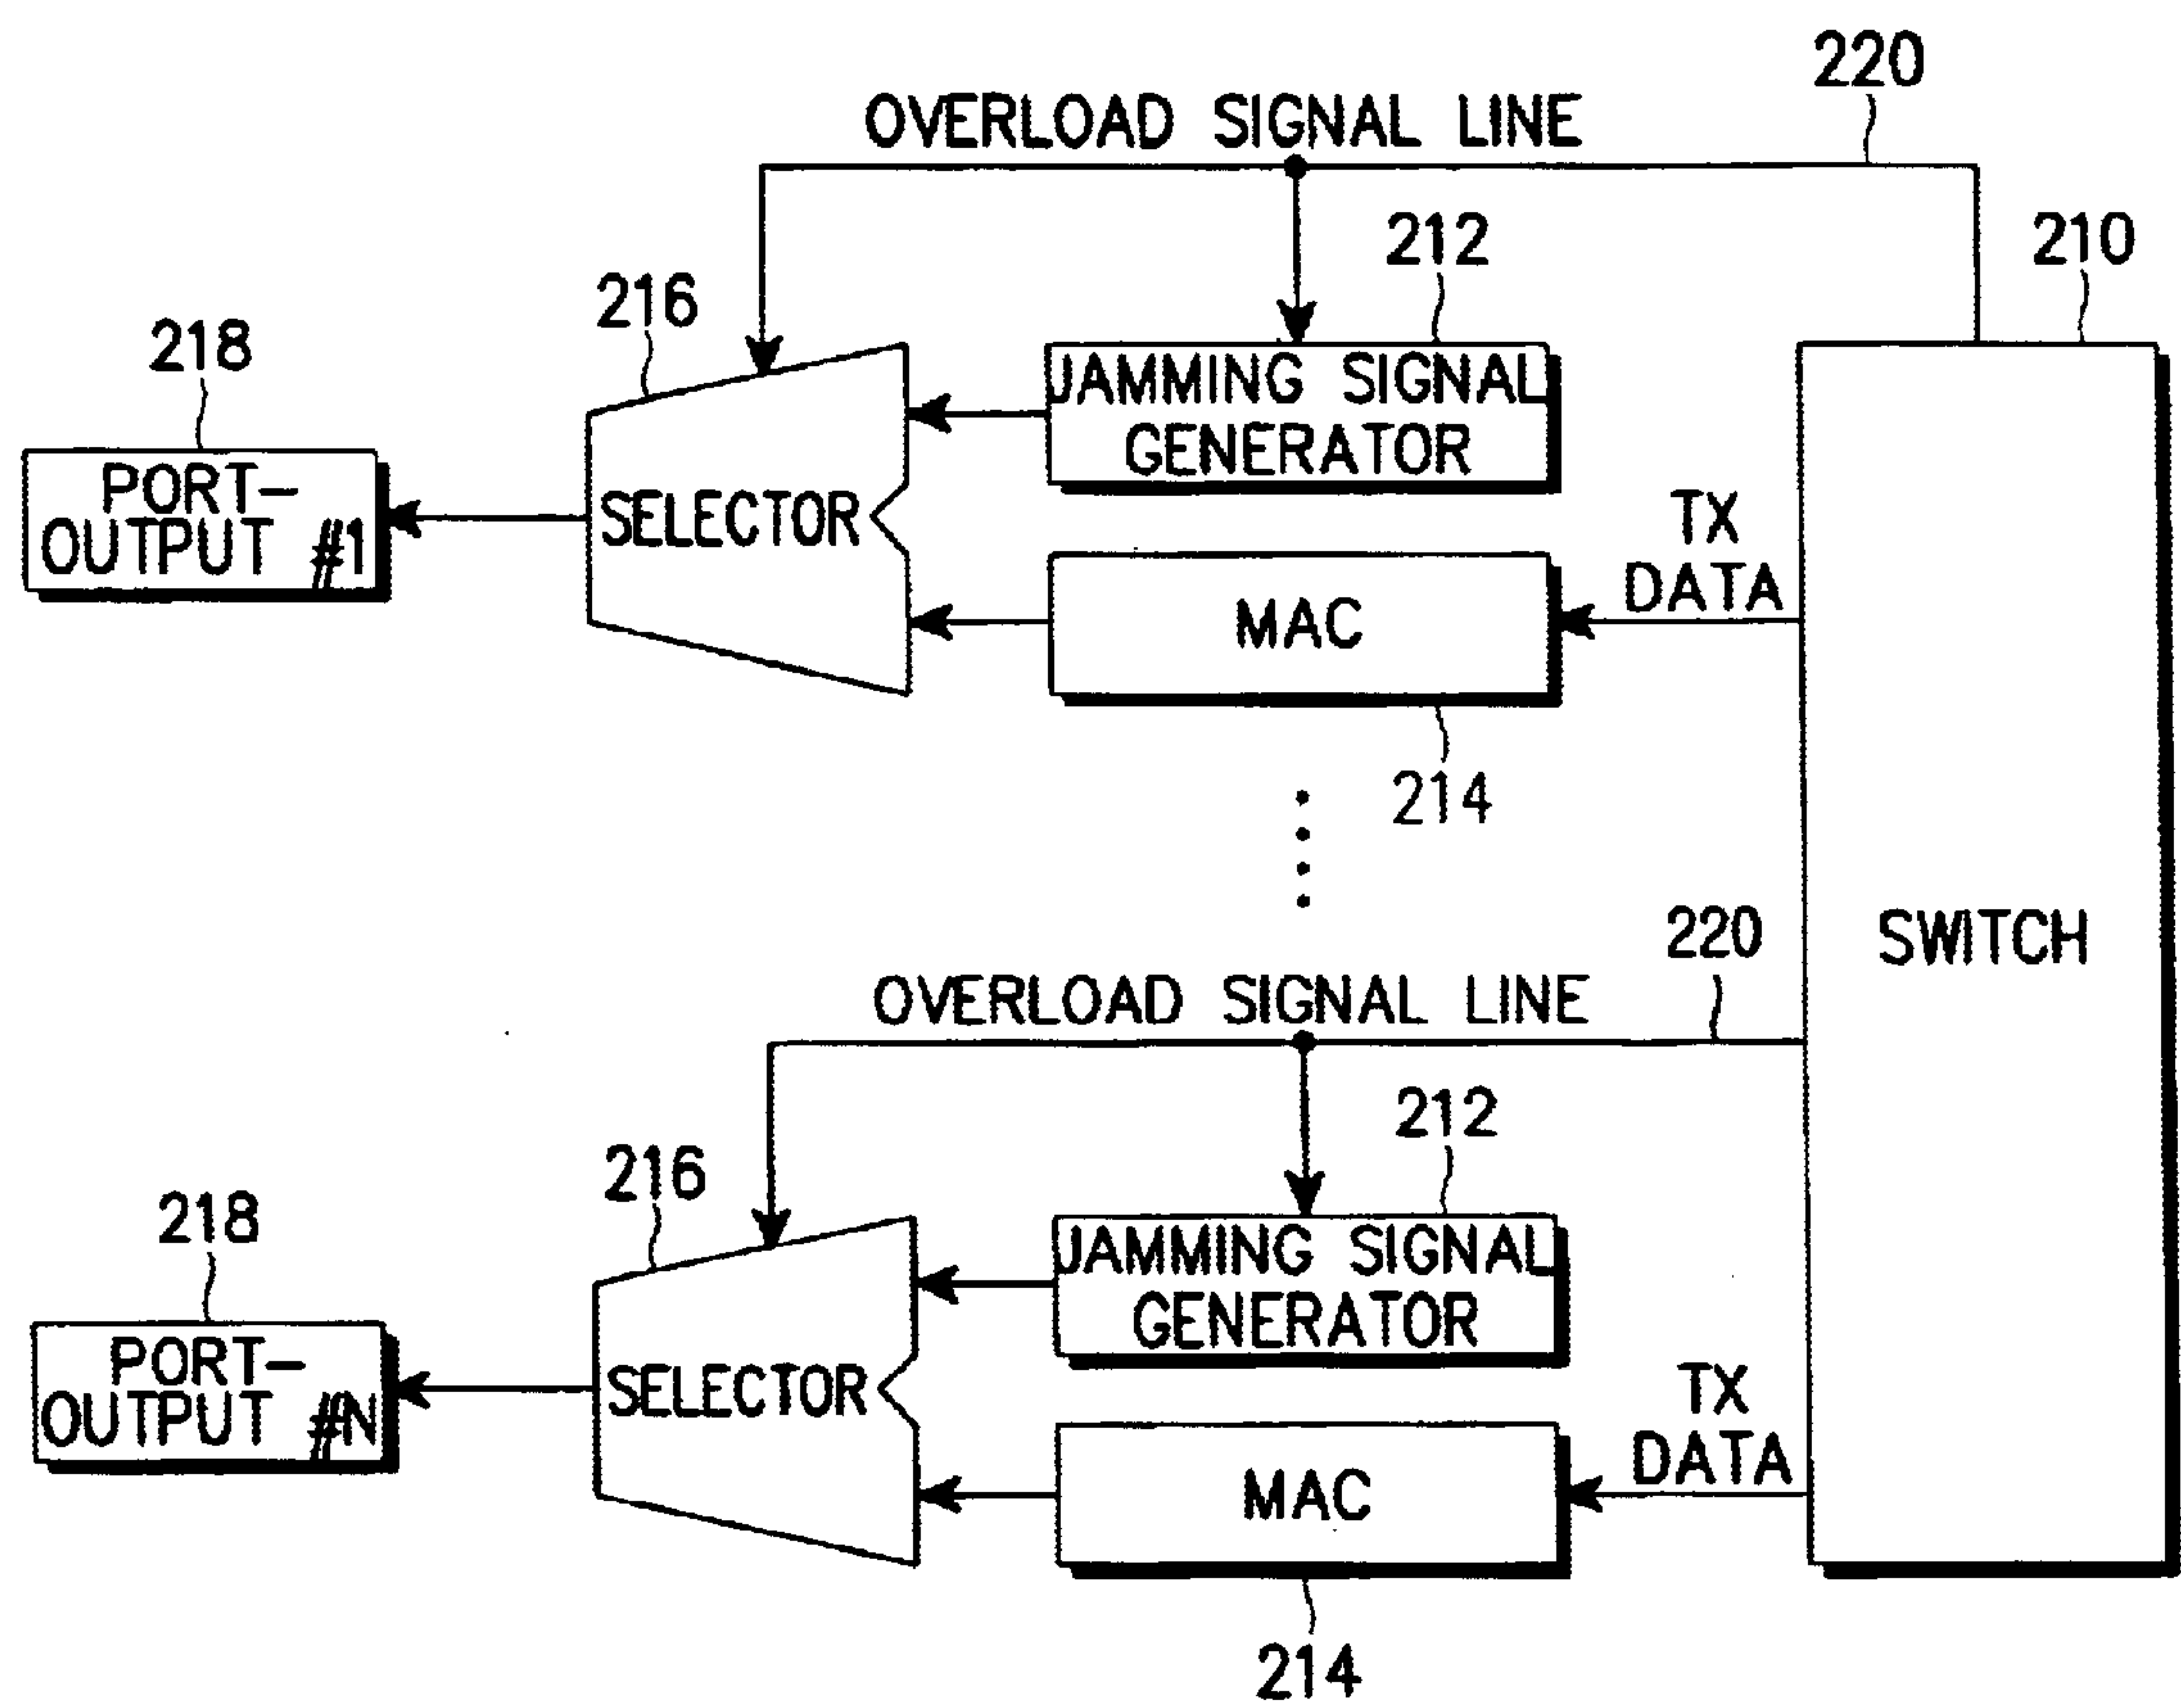 220
OVERLOAD SIGNAL LINE
212
210
216
218
JAMMING SIGNAL
GENERATOR
PORT-
OUTPUT #1
SELECTOR
TX
DATA
MAC
214
SWITCH
220
OVERLOAD SIGNAL LINE
212
216
218
JAMMING SIGNAL
GENERATOR
PORT-
OUTPUT #N
SELECTOR
TX
DATA
MAC
214